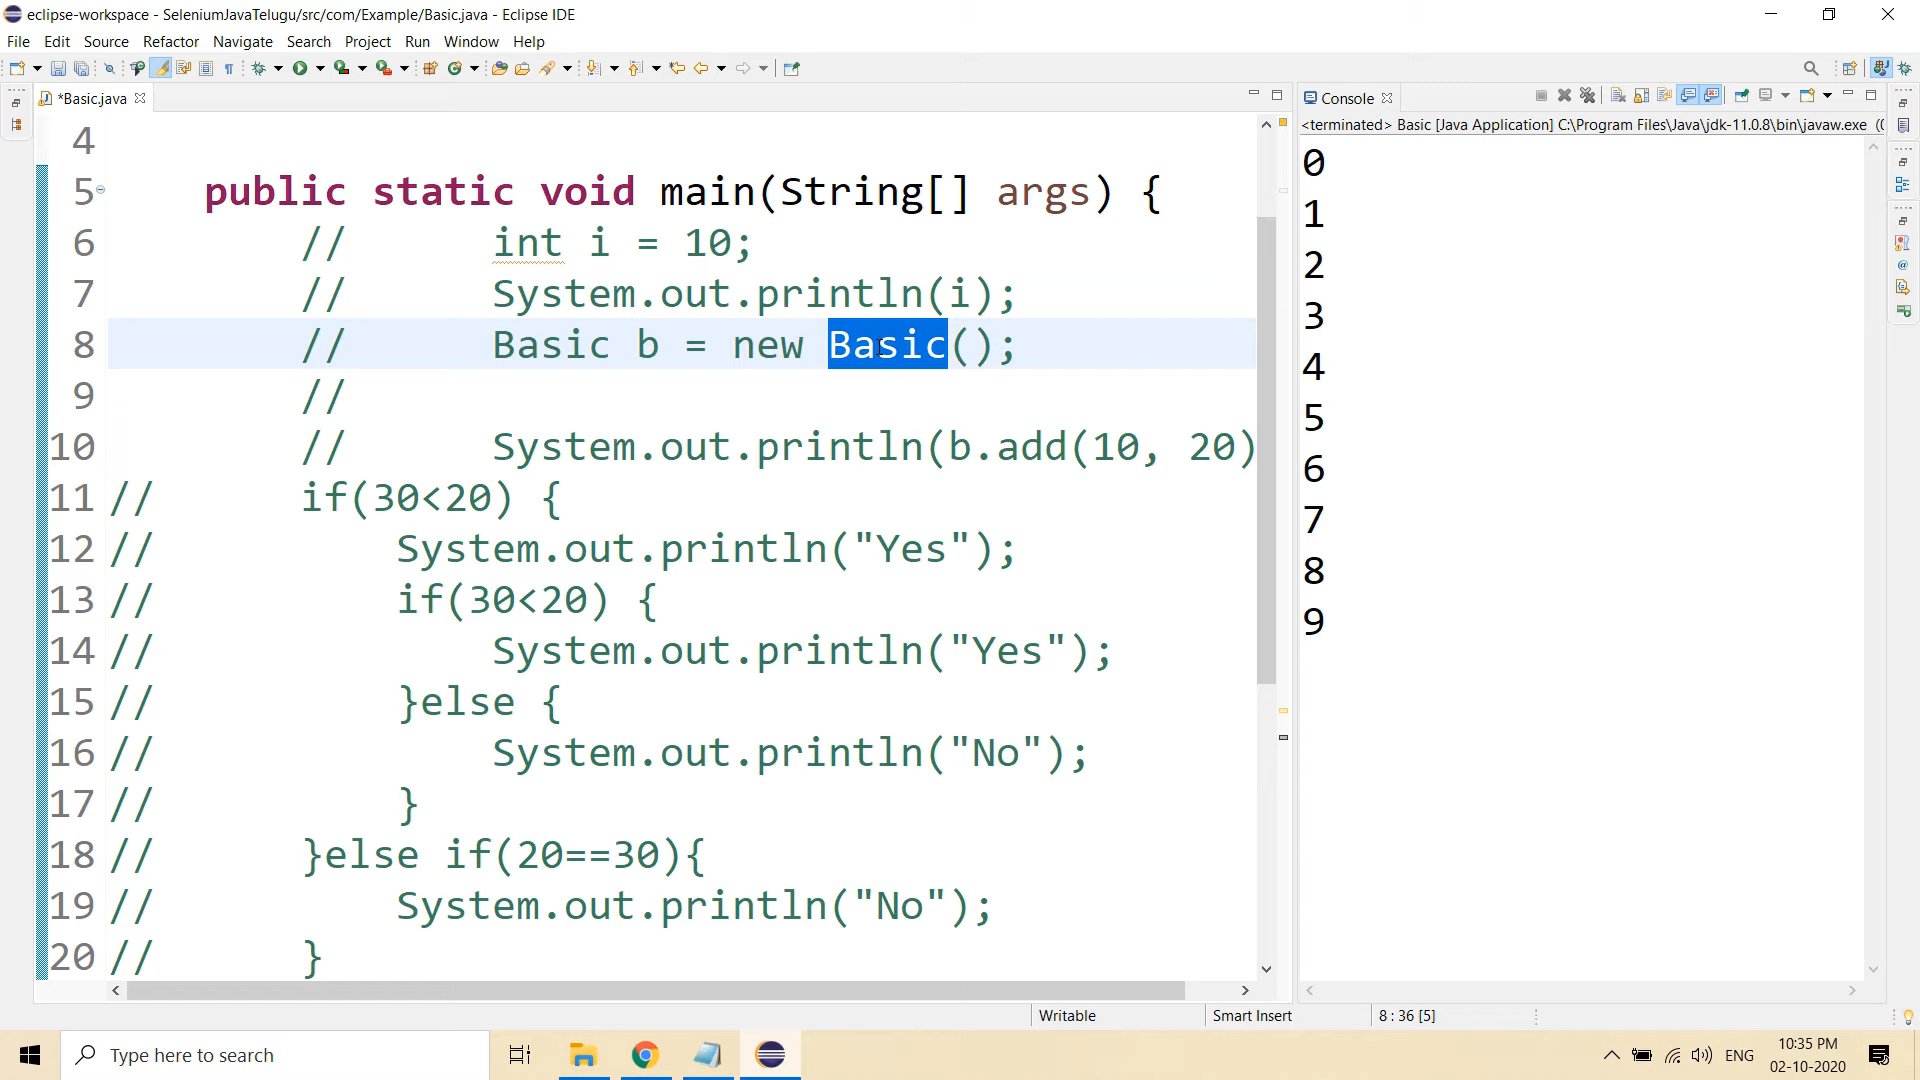 eclipse-workspace - SeleniumJavaTelugu/src/com/Example/Basic.java - Eclipse IDE
File Edit Source Refactor Navigate Search Project Run Window Help
*Basic.java
Console
<terminated> Basic [Java Application] C:\Program Files\Java\jdk-11.0.8\bin\javaw.exe
4
5 public static void main(String[] args) {
6 // int i = 10;
7 // System.out.println(i);
8 // Basic b = new Basic();
9 //
10 // System.out.println(b.add(10, 20)
11 // if(30<20) {
12 // System.out.println("Yes");
13 // if(30<20) {
14 // System.out.println("Yes");
15 // }else {
16 // System.out.println("No");
17 // }
18 // }else if(20==30){
19 // System.out.println("No");
20 // }
0
1
2
3
4
5
6
7
8
9
Writable Smart Insert 8 : 36 [5]
Type here to search
ENG
10:35 PM
02-10-2020